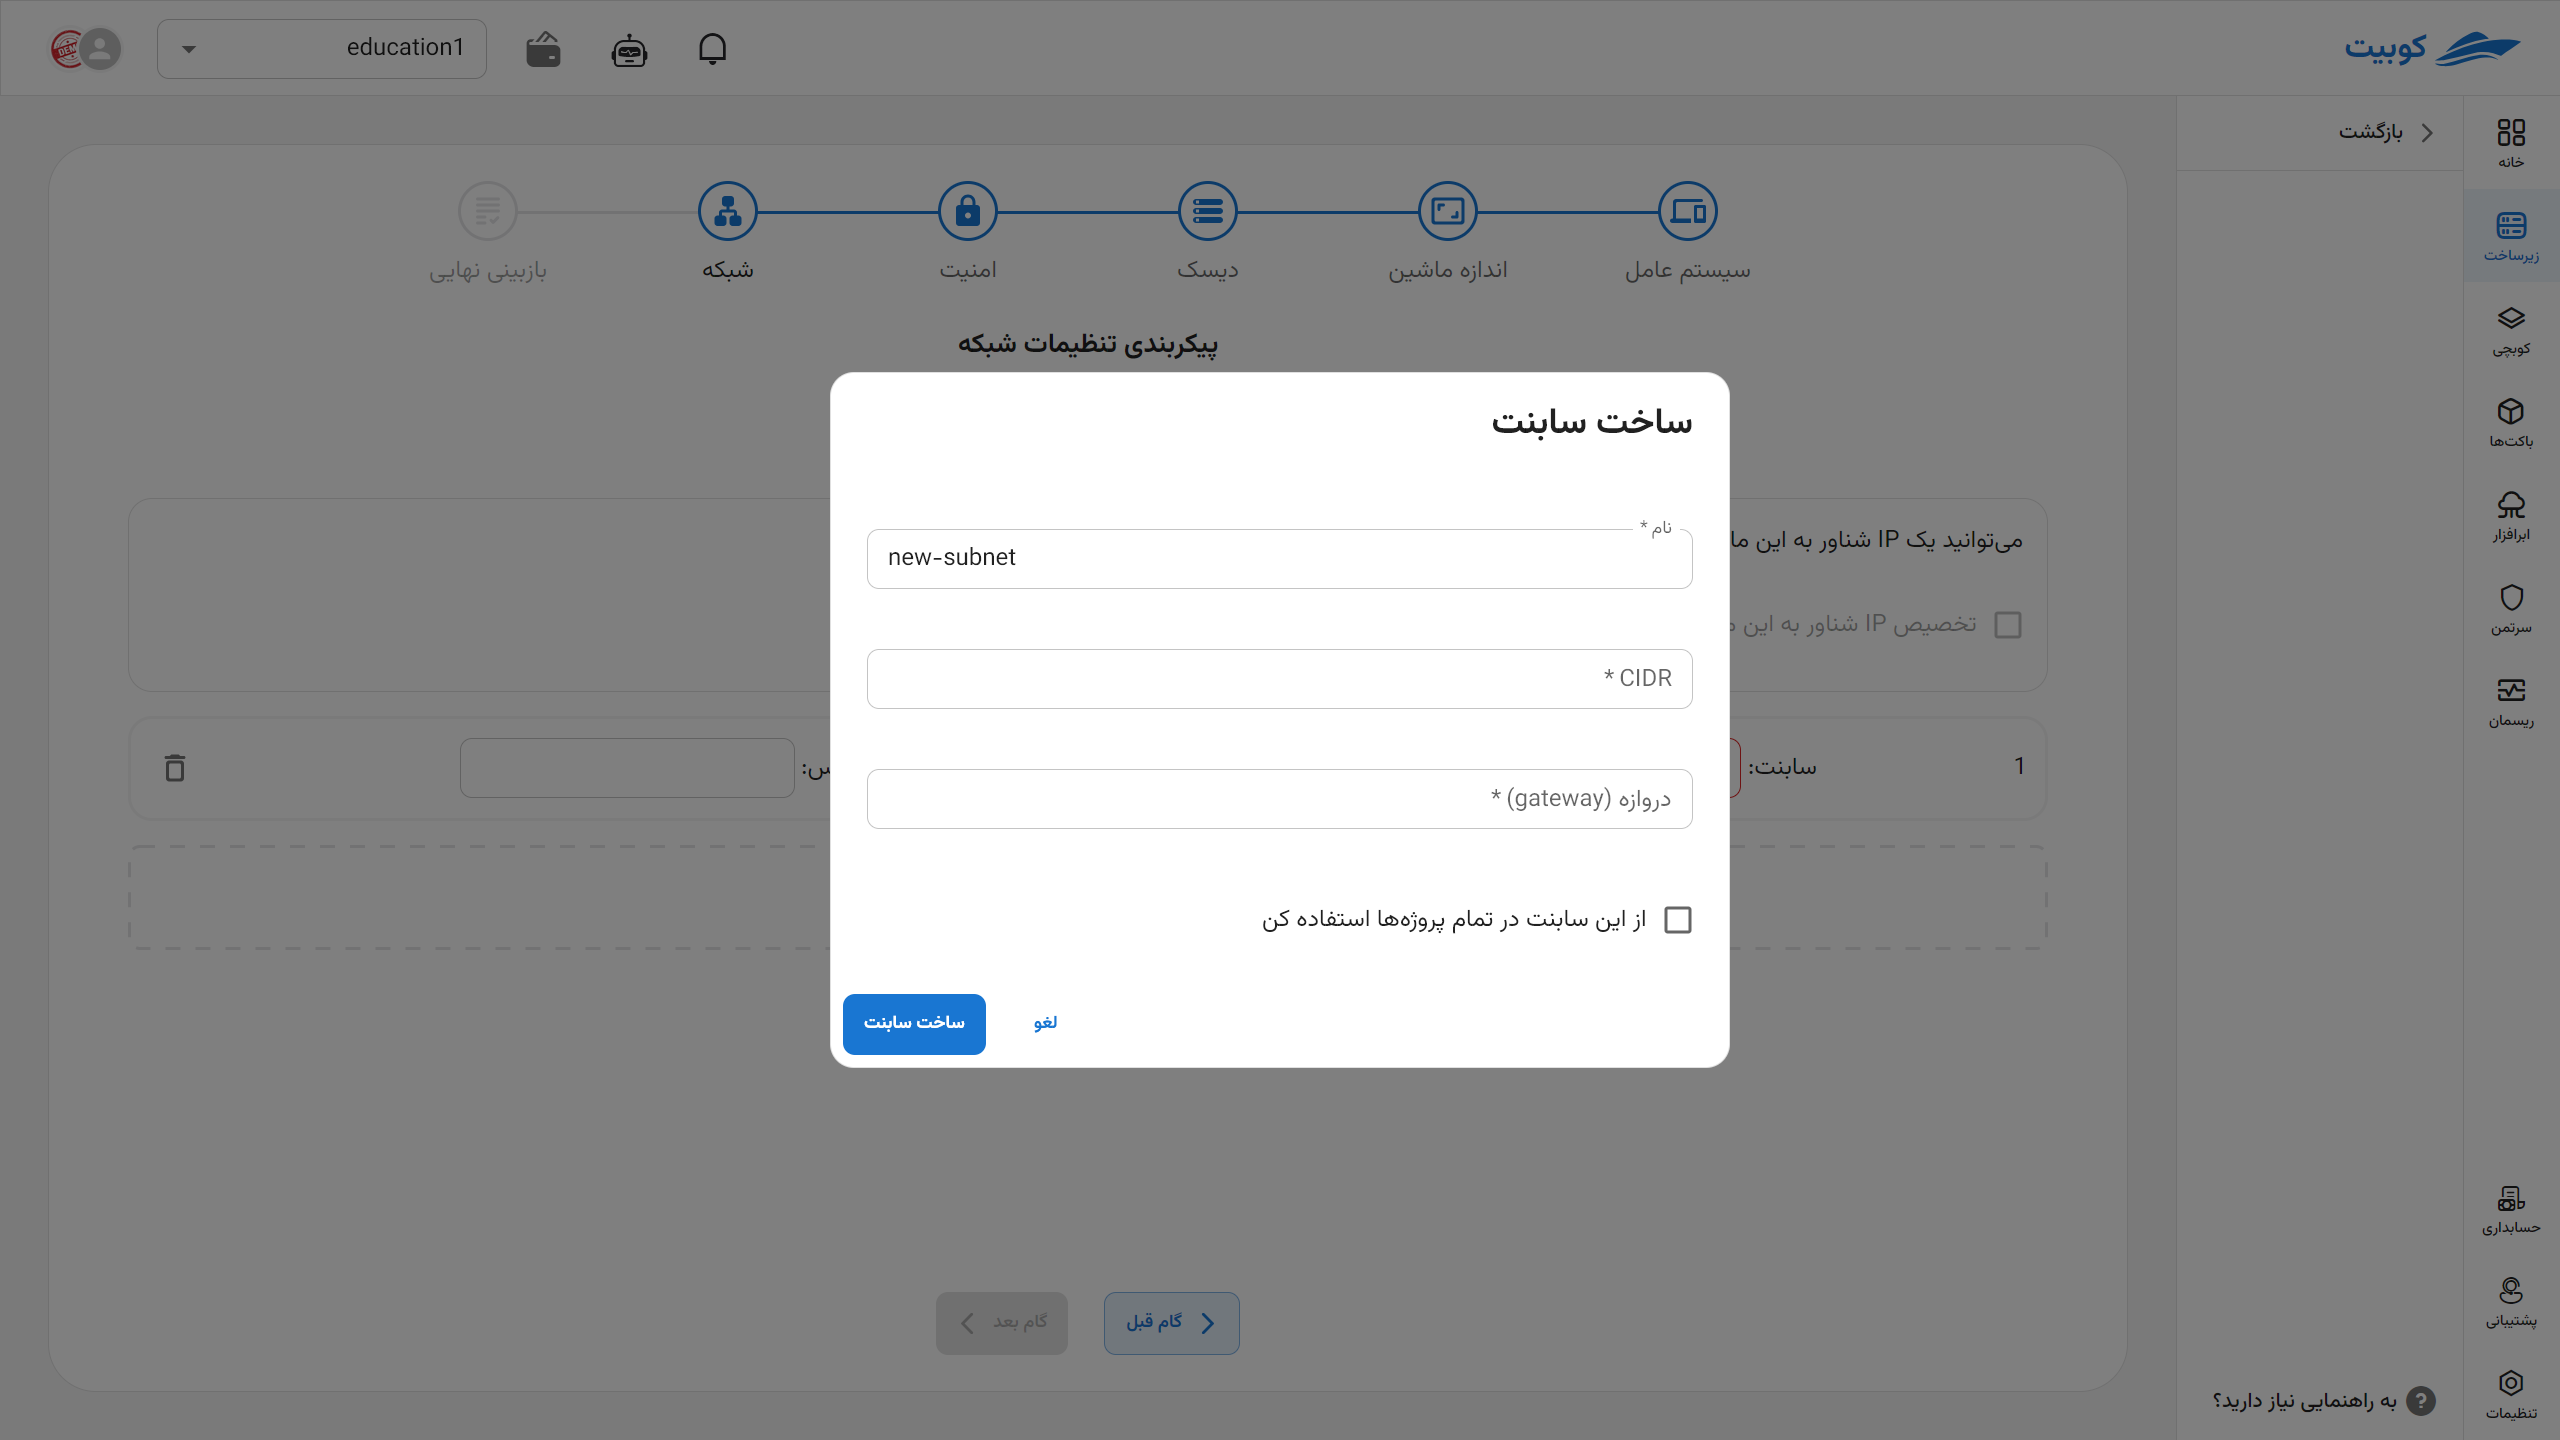 کوبیت
education1
DEM
بازگشت
خانه
زیرساخت
کوبچی
باکت‌ها
ابرافزار
سرتمن
ریسمان
حسابداری
پشتیبانی
تنظیمات
به راهنمایی نیاز دارید؟
سیستم عامل
اندازه ماشین
دیسک
امنیت
شبکه
بازبینی نهایی
پیکربندی تنظیمات شبکه
می‌توانید یک IP شناور به این ما
تخصیص IP شناور به این
1
سابنت:
س:
ساخت سابنت
نام *
new-subnet
CIDR *
دروازه (gateway) *
از این سابنت در تمام پروژه‌ها استفاده کن
لغو
ساخت سابنت
گام قبل
گام بعد